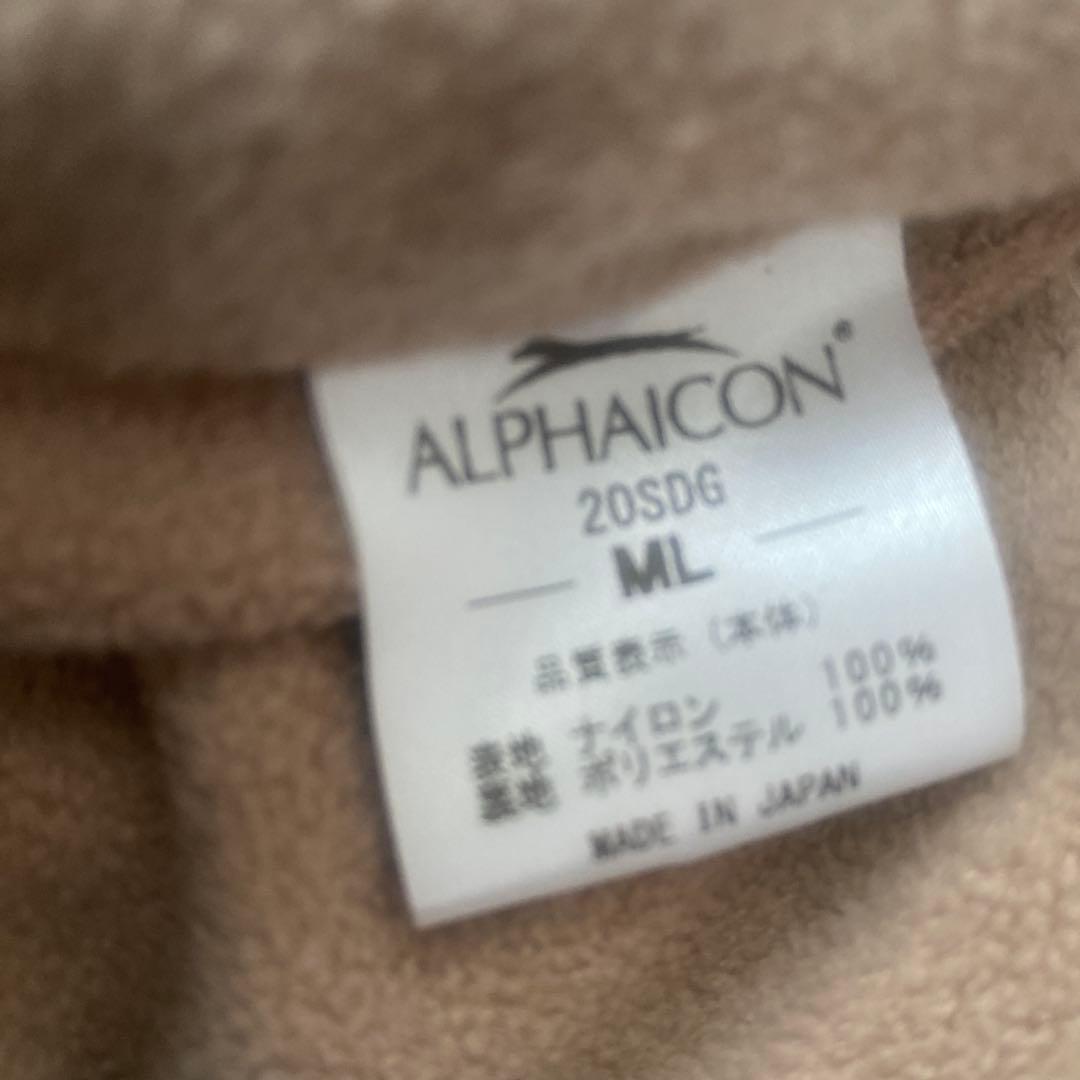 ALPHAICON®
20SDG
ML
品質表示 (本体)
表地 ナイロン 100%
裏地 ポリエステル 100%
MADE IN JAPAN